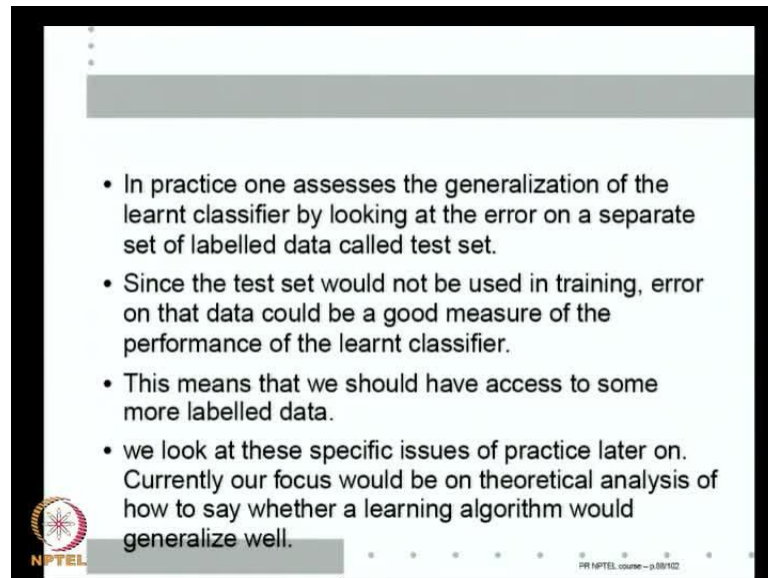 • In practice one assesses the generalization of the
learnt classifier by looking at the error on a separate
set of labelled data called test set.
• Since the test set would not be used in training, error
on that data could be a good measure of the
performance of the learnt classifier.
• This means that we should have access to some
more labelled data.
• we look at these specific issues of practice later on.
Currently our focus would be on theoretical analysis of
how to say whether a learning algorithm would
generalize well.
NPTEL
PR NPTEL course – p.88/102